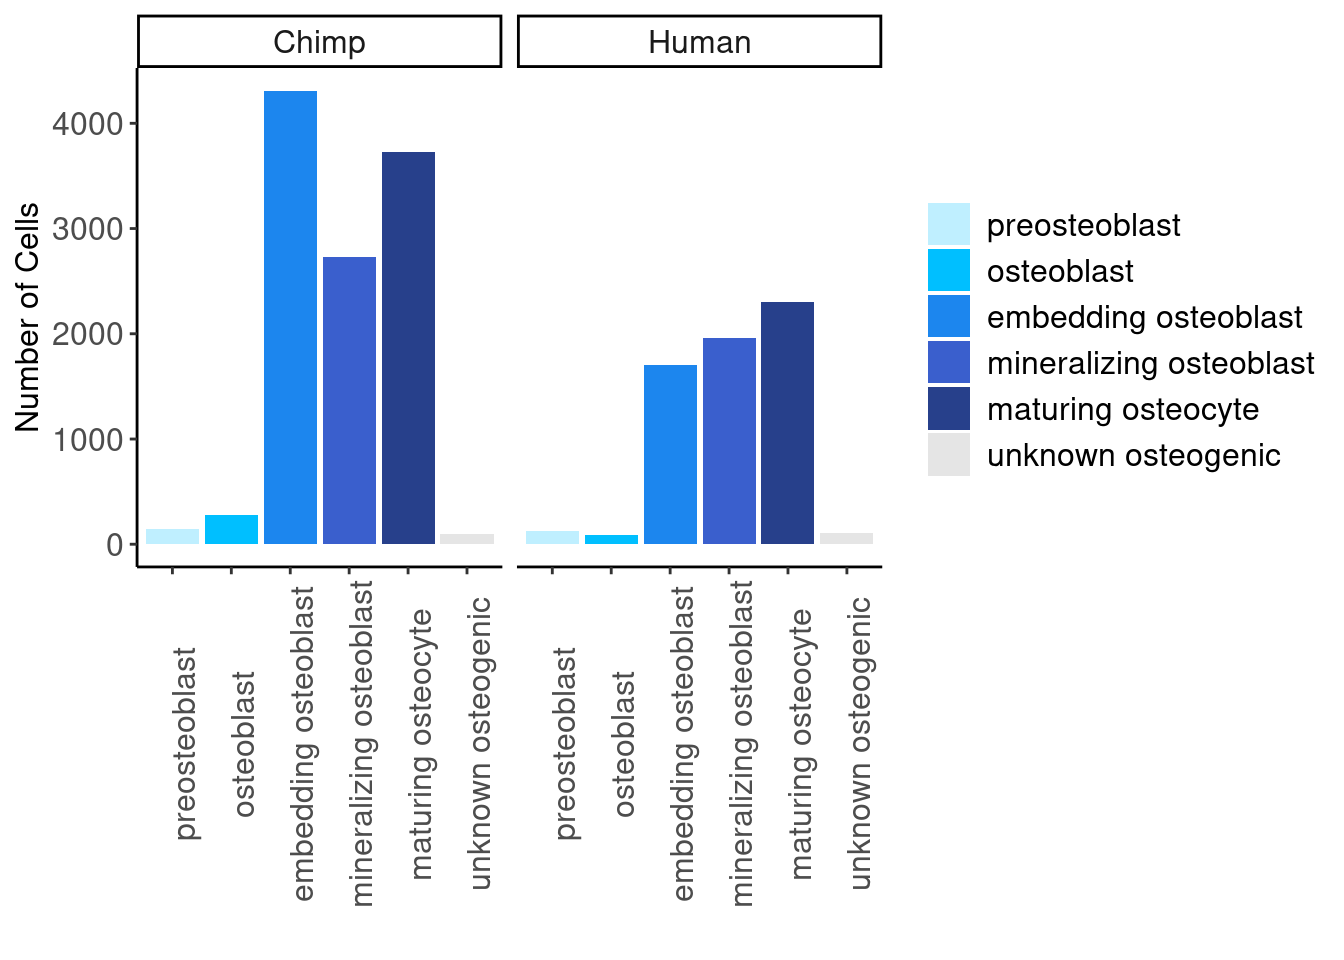 Chimp
Human
Number of Cells
4000
3000
2000
1000
0
preosteoblast
osteoblast
embedding osteoblast
mineralizing osteoblast
maturing osteocyte
unknown osteogenic
preosteoblast
osteoblast
embedding osteoblast
mineralizing osteoblast
maturing osteocyte
unknown osteogenic
preosteoblast
osteoblast
embedding osteoblast
mineralizing osteoblast
maturing osteocyte
unknown osteogenic